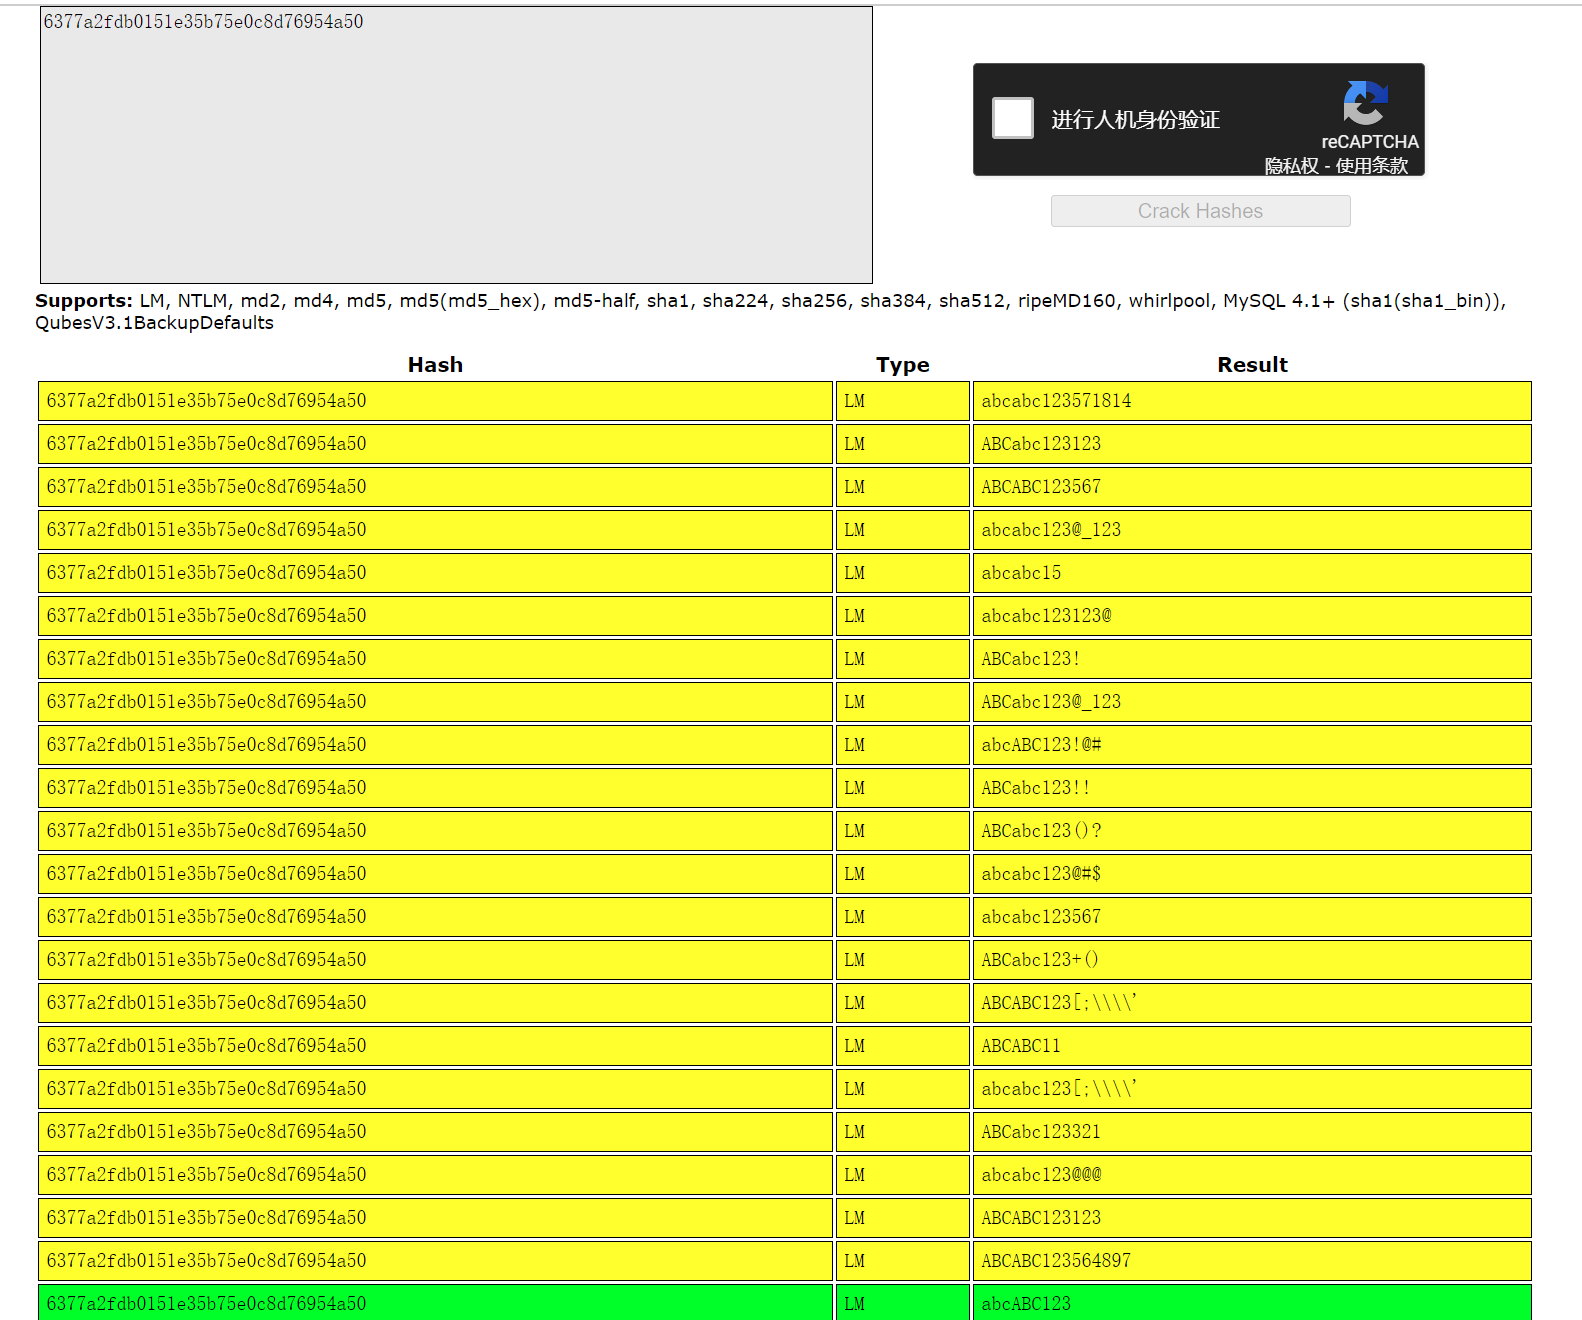 6377a2fdb0151e35b75e0c8d76954a50
进行人机身份验证
reCAPTCHA
隐私权 - 使用条款
Crack Hashes
Supports: LM, NTLM, md2, md4, md5, md5(md5_hex), md5-half, sha1, sha224, sha256, sha384, sha512, ripeMD160, whirlpool, MySQL 4.1+ (sha1(sha1_bin)),
QubesV3.1BackupDefaults
Hash Type Result
6377a2fdb0151e35b75e0c8d76954a50 LM abcabc123571814
6377a2fdb0151e35b75e0c8d76954a50 LM ABCabc123123
6377a2fdb0151e35b75e0c8d76954a50 LM ABCABC123567
6377a2fdb0151e35b75e0c8d76954a50 LM abcabc123@_123
6377a2fdb0151e35b75e0c8d76954a50 LM abcabc15
6377a2fdb0151e35b75e0c8d76954a50 LM abcabc123123@
6377a2fdb0151e35b75e0c8d76954a50 LM ABCabc123!
6377a2fdb0151e35b75e0c8d76954a50 LM ABCabc123@_123
6377a2fdb0151e35b75e0c8d76954a50 LM abcABC123!@#
6377a2fdb0151e35b75e0c8d76954a50 LM ABCabc123!!
6377a2fdb0151e35b75e0c8d76954a50 LM ABCabc123()?
6377a2fdb0151e35b75e0c8d76954a50 LM abcabc123@#$
6377a2fdb0151e35b75e0c8d76954a50 LM abcabc123567
6377a2fdb0151e35b75e0c8d76954a50 LM ABCabc123+()
6377a2fdb0151e35b75e0c8d76954a50 LM ABCABC123[;\\\\'
6377a2fdb0151e35b75e0c8d76954a50 LM ABCABC11
6377a2fdb0151e35b75e0c8d76954a50 LM abcabc123[;\\\\'
6377a2fdb0151e35b75e0c8d76954a50 LM ABCabc123321
6377a2fdb0151e35b75e0c8d76954a50 LM abcabc123@@@
6377a2fdb0151e35b75e0c8d76954a50 LM ABCABC123123
6377a2fdb0151e35b75e0c8d76954a50 LM ABCABC123564897
6377a2fdb0151e35b75e0c8d76954a50 LM abcABC123